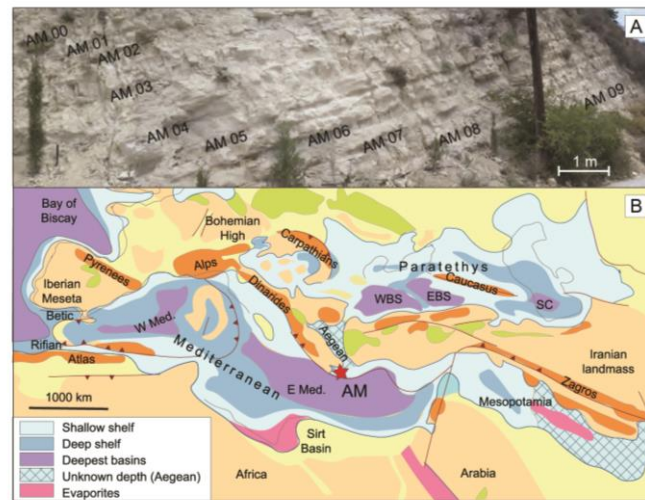 A
AM 00
AM 01
AM 02
AM 03
AM 04
AM 05
AM 06
AM 07
AM 08
AM 09
1 m
B
Bay of
Biscay
Bohemian
High
Carpathians
Pyrenees
Alps
Paratethys
Caucasus
Iberian
Meseta
Dinarides
WBS
EBS
SC
Betic
W Med.
Aegean
Rifian
Mediterranean
Iranian
landmass
Atlas
E Med.
AM
Zagros
1000 km
Mesopotamia
Sirt
Basin
Africa
Arabia
Shallow shelf
Deep shelf
Deepest basins
Unknown depth (Aegean)
Evaporites